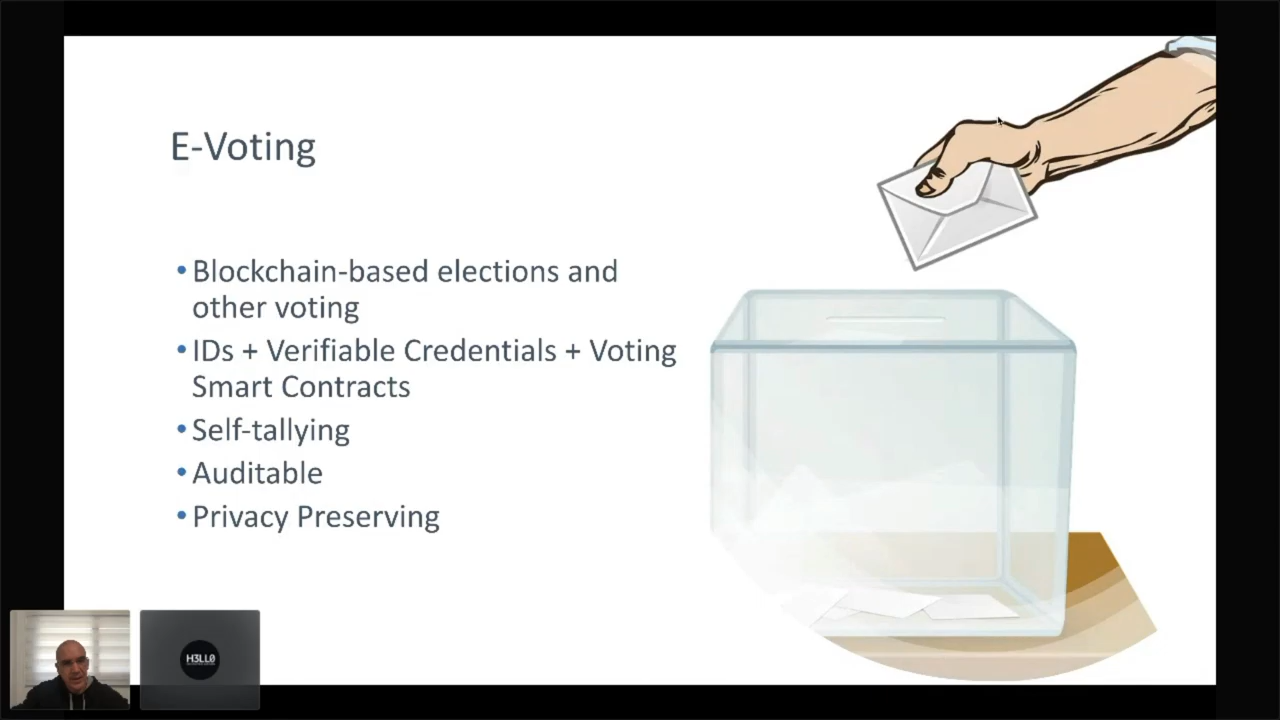 E-Voting
•Blockchain-based elections and
other voting
•IDs + Verifiable Credentials + Voting
Smart Contracts
•Self-tallying
•Auditable
•Privacy Preserving
H3LL0